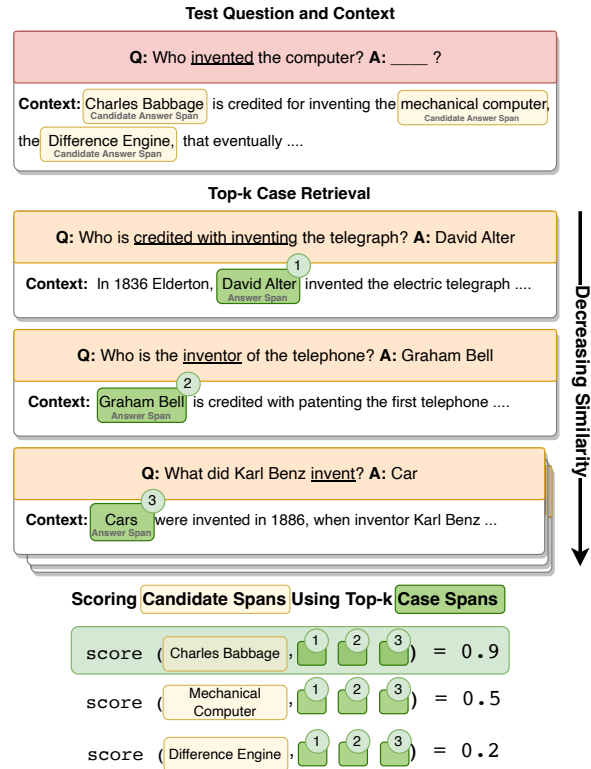 Test Question and Context
Q: Who invented the computer? A: ____ ?
Context: Charles Babbage is credited for inventing the mechanical computer,
Candidate Answer Span Candidate Answer Span
the Difference Engine, that eventually ....
Candidate Answer Span
Top-k Case Retrieval
Q: Who is credited with inventing the telegraph? A: David Alter
1
Context: In 1836 Elderton, David Alter invented the electric telegraph ....
Answer Span
Q: Who is the inventor of the telephone? A: Graham Bell
2
Context: Graham Bell is credited with patenting the first telephone ....
Answer Span
Q: What did Karl Benz invent? A: Car
3
Context: Cars were invented in 1886, when inventor Karl Benz ...
Answer Span
Decreasing Similarity
Scoring Candidate Spans Using Top-k Case Spans
score ( Charles Babbage , 1 2 3 ) = 0.9
score ( Mechanical Computer , 1 2 3 ) = 0.5
score ( Difference Engine , 1 2 3 ) = 0.2